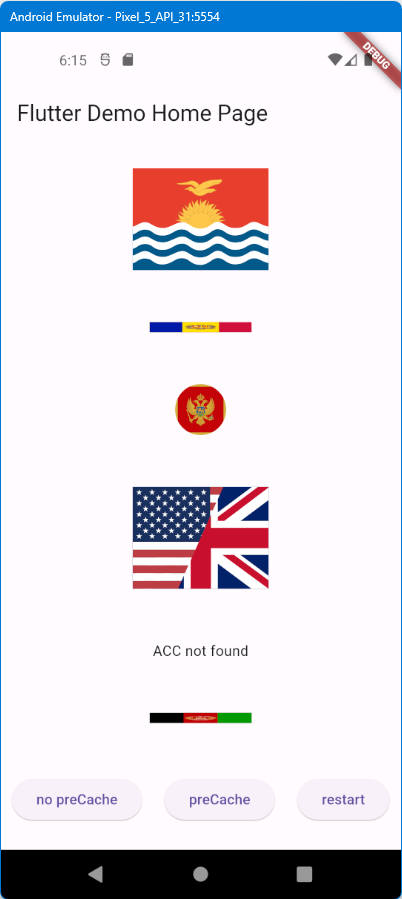 Android Emulator - Pixel_5_API_31:5554
6:15
DEBUG
Flutter Demo Home Page
ACC not found
no preCache
preCache
restart